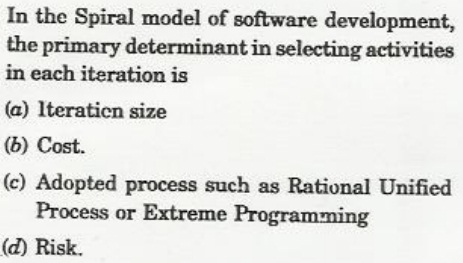 In the Spiral model of software development,
the primary determinant in selecting activities
in each iteration is
(a) Iteration size
(b) Cost.
(c) Adopted process such as Rational Unified
Process or Extreme Programming
(d) Risk.